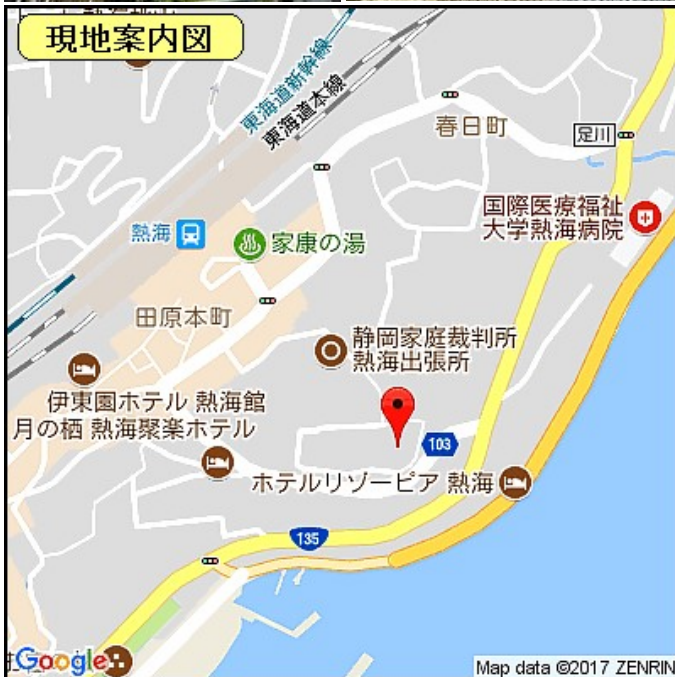 現地案内図
東海道新幹線
東海道本線
春日町
足川
国際医療福祉
大学熱海病院
熱海
家康の湯
田原本町
静岡家庭裁判所
熱海出張所
伊東園ホテル 熱海館
月の栖 熱海聚楽ホテル
103
ホテルリゾーピア 熱海
135
Google
Map data ©2017 ZENRIN